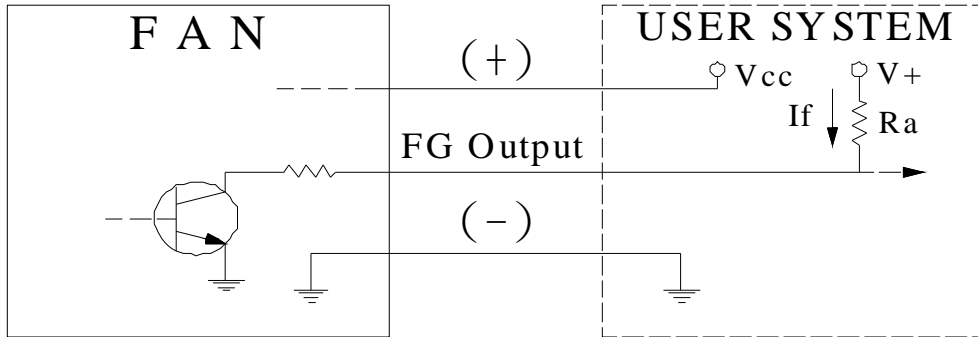 F A N
USER SYSTEM
(+)
Vcc
V+
If
Ra
FG Output
(-)